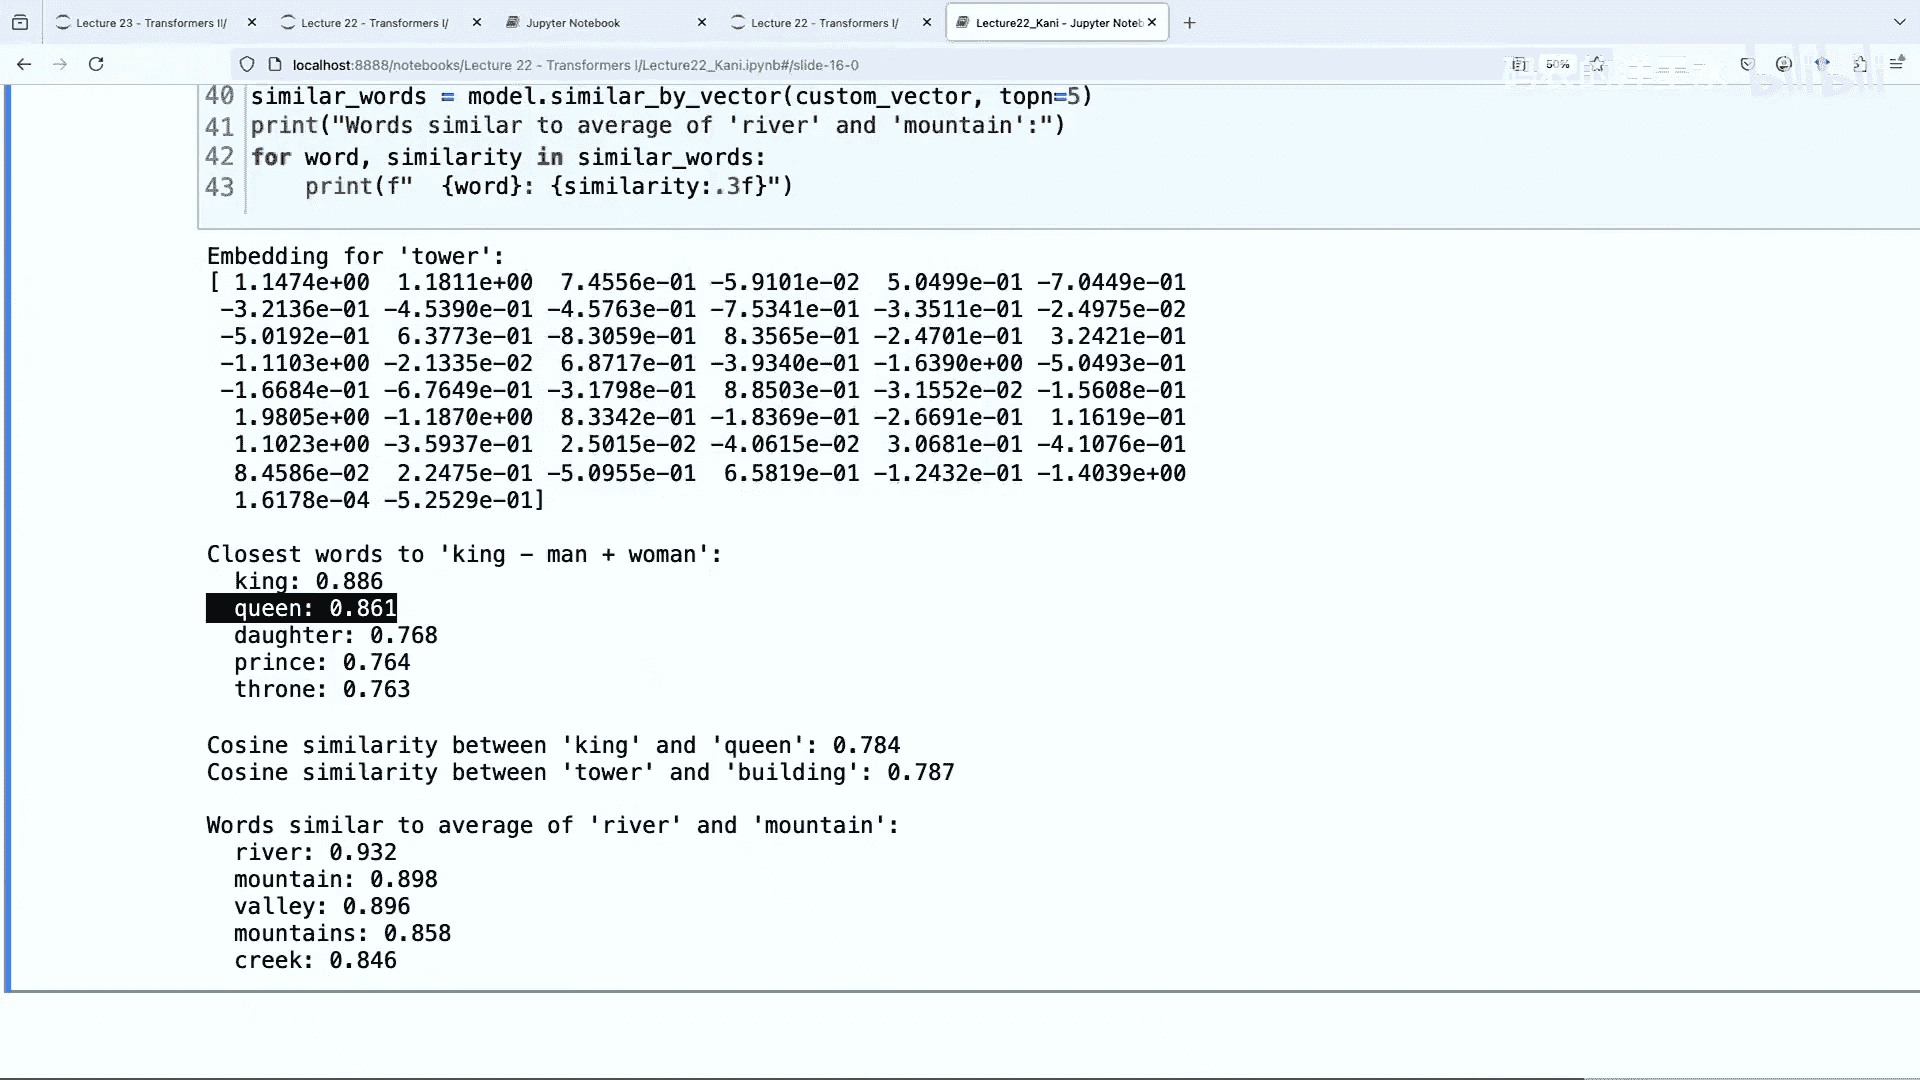 Lecture 23 - Transformers II/
Lecture 22 - Transformers I/
Jupyter Notebook
Lecture 22 - Transformers I/
Lecture22_Kani - Jupyter Noteb
localhost:8888/notebooks/Lecture 22 - Transformers I/Lecture22_Kani.ipynb#/slide-16-0
50%
bilibili
40 similar_words = model.similar_by_vector(custom_vector, topn=5)
41 print("Words similar to average of 'river' and 'mountain':")
42 for word, similarity in similar_words:
43     print(f"  {word}: {similarity:.3f}")
Embedding for 'tower':
[ 1.1474e+00  1.1811e+00  7.4556e-01 -5.9101e-02  5.0499e-01 -7.0449e-01
 -3.2136e-01 -4.5390e-01 -4.5763e-01 -7.5341e-01 -3.3511e-01 -2.4975e-02
 -5.0192e-01  6.3773e-01 -8.3059e-01  8.3565e-01 -2.4701e-01  3.2421e-01
 -1.1103e+00 -2.1335e-02  6.8717e-01 -3.9340e-01 -1.6390e+00 -5.0493e-01
 -1.6684e-01 -6.7649e-01 -3.1798e-01  8.8503e-01 -3.1552e-02 -1.5608e-01
  1.9805e+00 -1.1870e+00  8.3342e-01 -1.8369e-01 -2.6691e-01  1.1619e-01
  1.1023e+00 -3.5937e-01  2.5015e-02 -4.0615e-02  3.0681e-01 -4.1076e-01
  8.4586e-02  2.2475e-01 -5.0955e-01  6.5819e-01 -1.2432e-01 -1.4039e+00
  1.6178e-04 -5.2529e-01]
Closest words to 'king - man + woman':
  king: 0.886
  queen: 0.861
  daughter: 0.768
  prince: 0.764
  throne: 0.763
Cosine similarity between 'king' and 'queen': 0.784
Cosine similarity between 'tower' and 'building': 0.787
Words similar to average of 'river' and 'mountain':
  river: 0.932
  mountain: 0.898
  valley: 0.896
  mountains: 0.858
  creek: 0.846